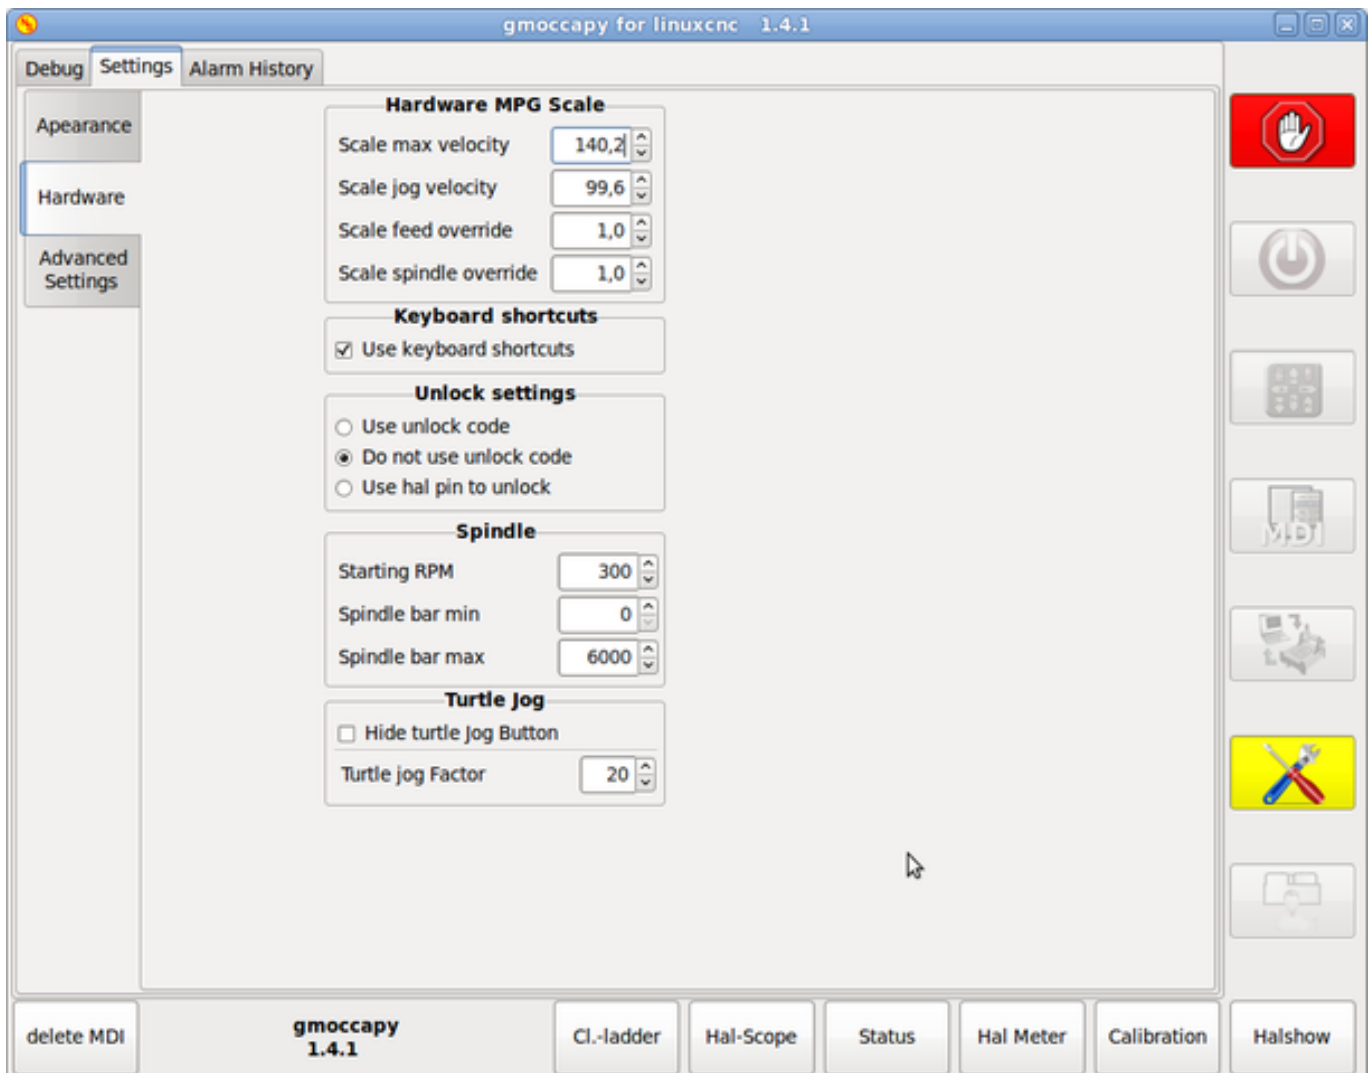 gmoccapy for linuxcnc 1.4.1
Debug Settings Alarm History
Apearance
Hardware
Advanced
Settings
Hardware MPG Scale
Scale max velocity 140,2
Scale jog velocity 99,6
Scale feed override 1,0
Scale spindle override 1,0
Keyboard shortcuts
Use keyboard shortcuts
Unlock settings
Use unlock code
Do not use unlock code
Use hal pin to unlock
Spindle
Starting RPM 300
Spindle bar min 0
Spindle bar max 6000
Turtle Jog
Hide turtle Jog Button
Turtle jog Factor 20
MDI
delete MDI
gmoccapy
1.4.1
Cl.-ladder Hal-Scope Status Hal Meter Calibration Halshow